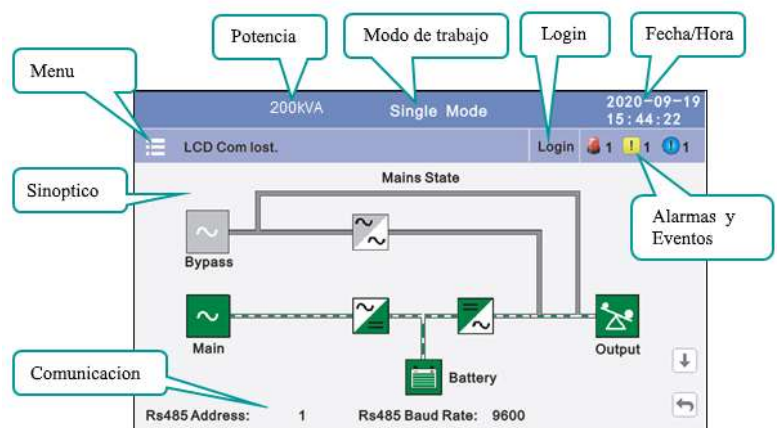 Potencia
Modo de trabajo
Login
Fecha/Hora
Menu
200kVA
Single Mode
2020-09-19
15:44:22
LCD Com lost.
Login
1
! 1
! 1
Mains State
Sinoptico
Alarmas y
Eventos
Bypass
Main
Output
Battery
Comunicacion
Rs485 Address: 1 Rs485 Baud Rate: 9600